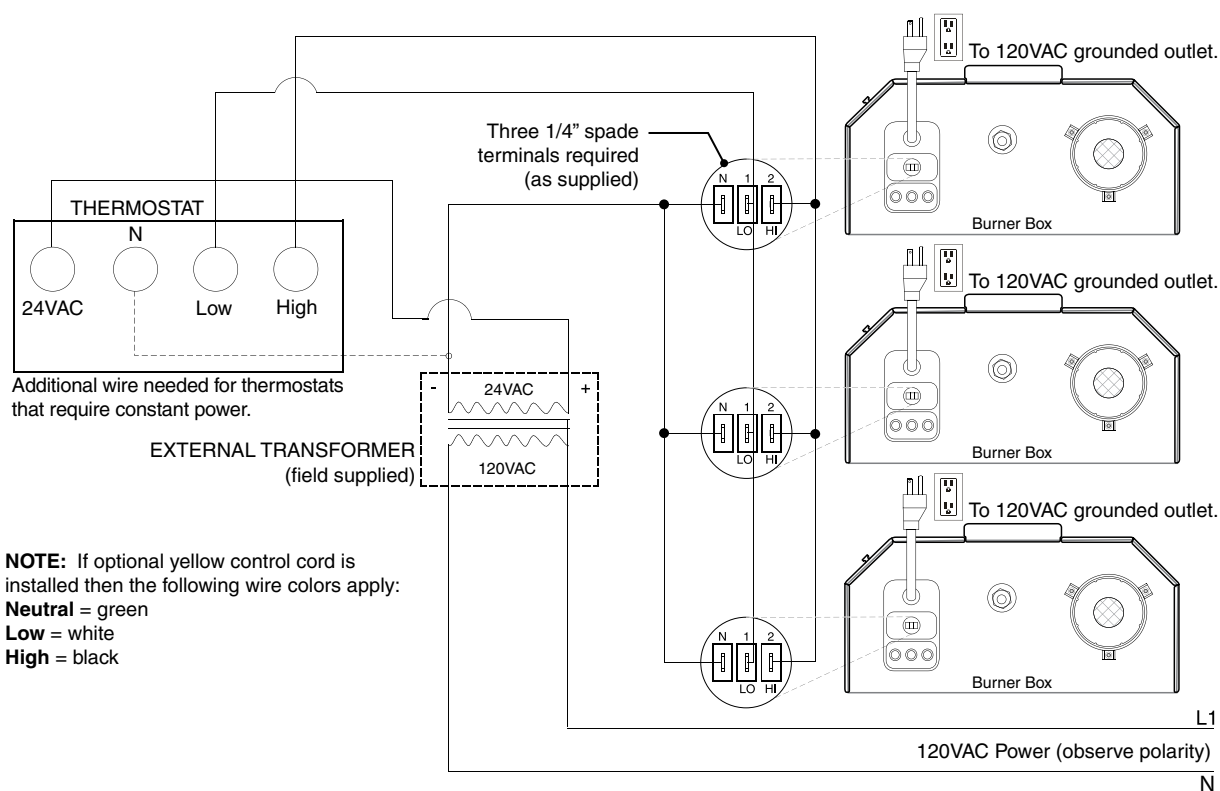 To 120VAC grounded outlet.
Three 1/4” spade
terminals required
(as supplied)
N 1 2
LO HI
Burner Box
THERMOSTAT
N
24VAC
Low
High
Additional wire needed for thermostats
that require constant power.
To 120VAC grounded outlet.
- 24VAC +
EXTERNAL TRANSFORMER
(field supplied)
120VAC
N 1 2
LO HI
Burner Box
To 120VAC grounded outlet.
NOTE: If optional yellow control cord is
installed then the following wire colors apply:
Neutral = green
Low = white
High = black
N 1 2
LO HI
Burner Box
L1
120VAC Power (observe polarity)
N